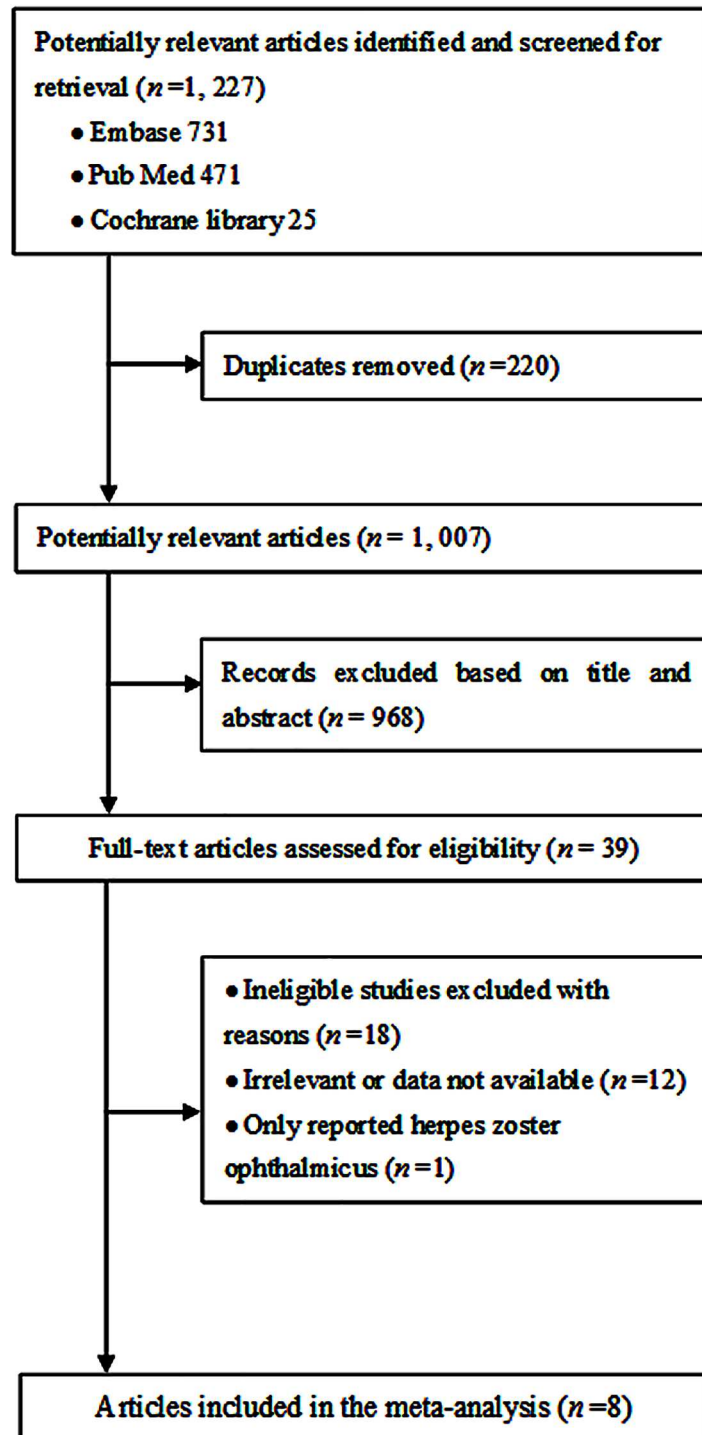 Potentially relevant articles identified and screened for
retrieval (n =1, 227)
● Embase 731
● Pub Med 471
● Cochrane library 25
Duplicates removed (n =220)
Potentially relevant articles (n = 1, 007)
Records excluded based on title and
abstract (n = 968)
Full-text articles assessed for eligibility (n = 39)
● Ineligible studies excluded with
reasons (n =18)
● Irrelevant or data not available (n =12)
● Only reported herpes zoster
ophthalmicus (n =1)
Articles included in the meta-analysis (n =8)